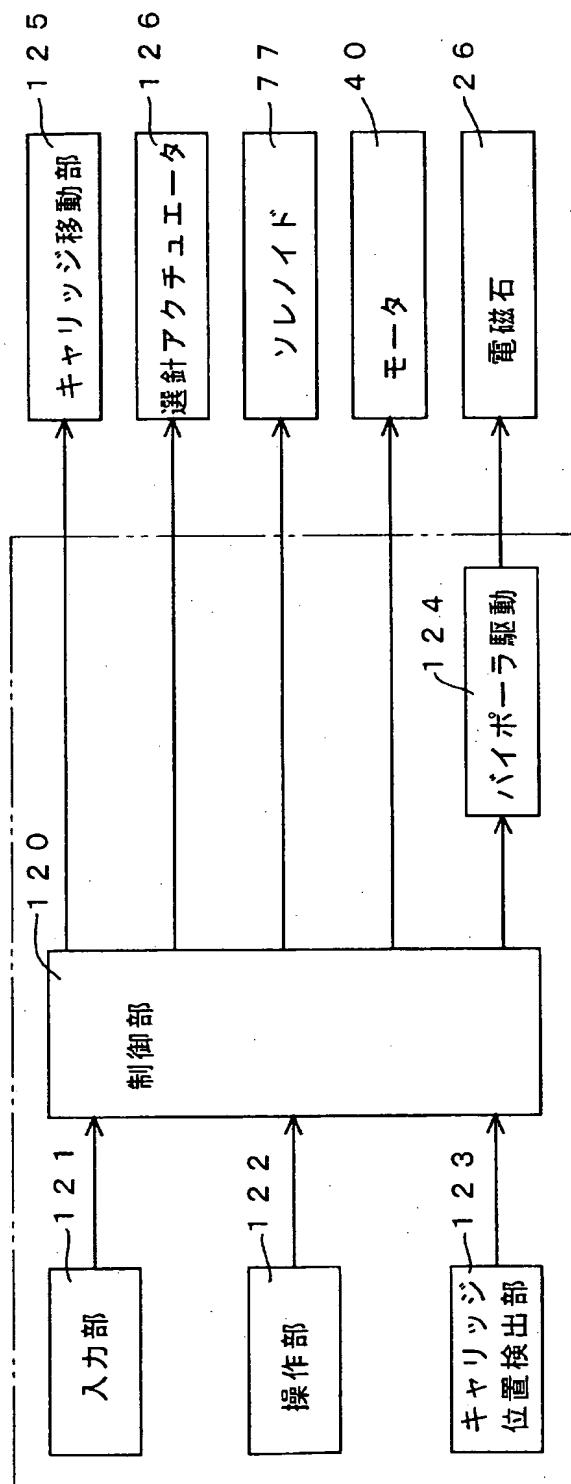 入力部
１２１
操作部
１２２
キャリッジ
位置検出部
１２３
制御部
１２０
バイポーラ駆動
１２４
キャリッジ移動部
１２５
選針アクチュエータ
１２６
ソレノイド
７７
モータ
４０
電磁石
２６